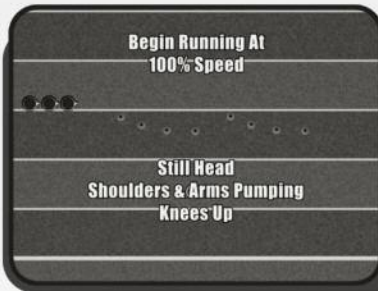 Begin Running At
100% Speed
Still Head
Shoulders & Arms Pumping
Knees Up